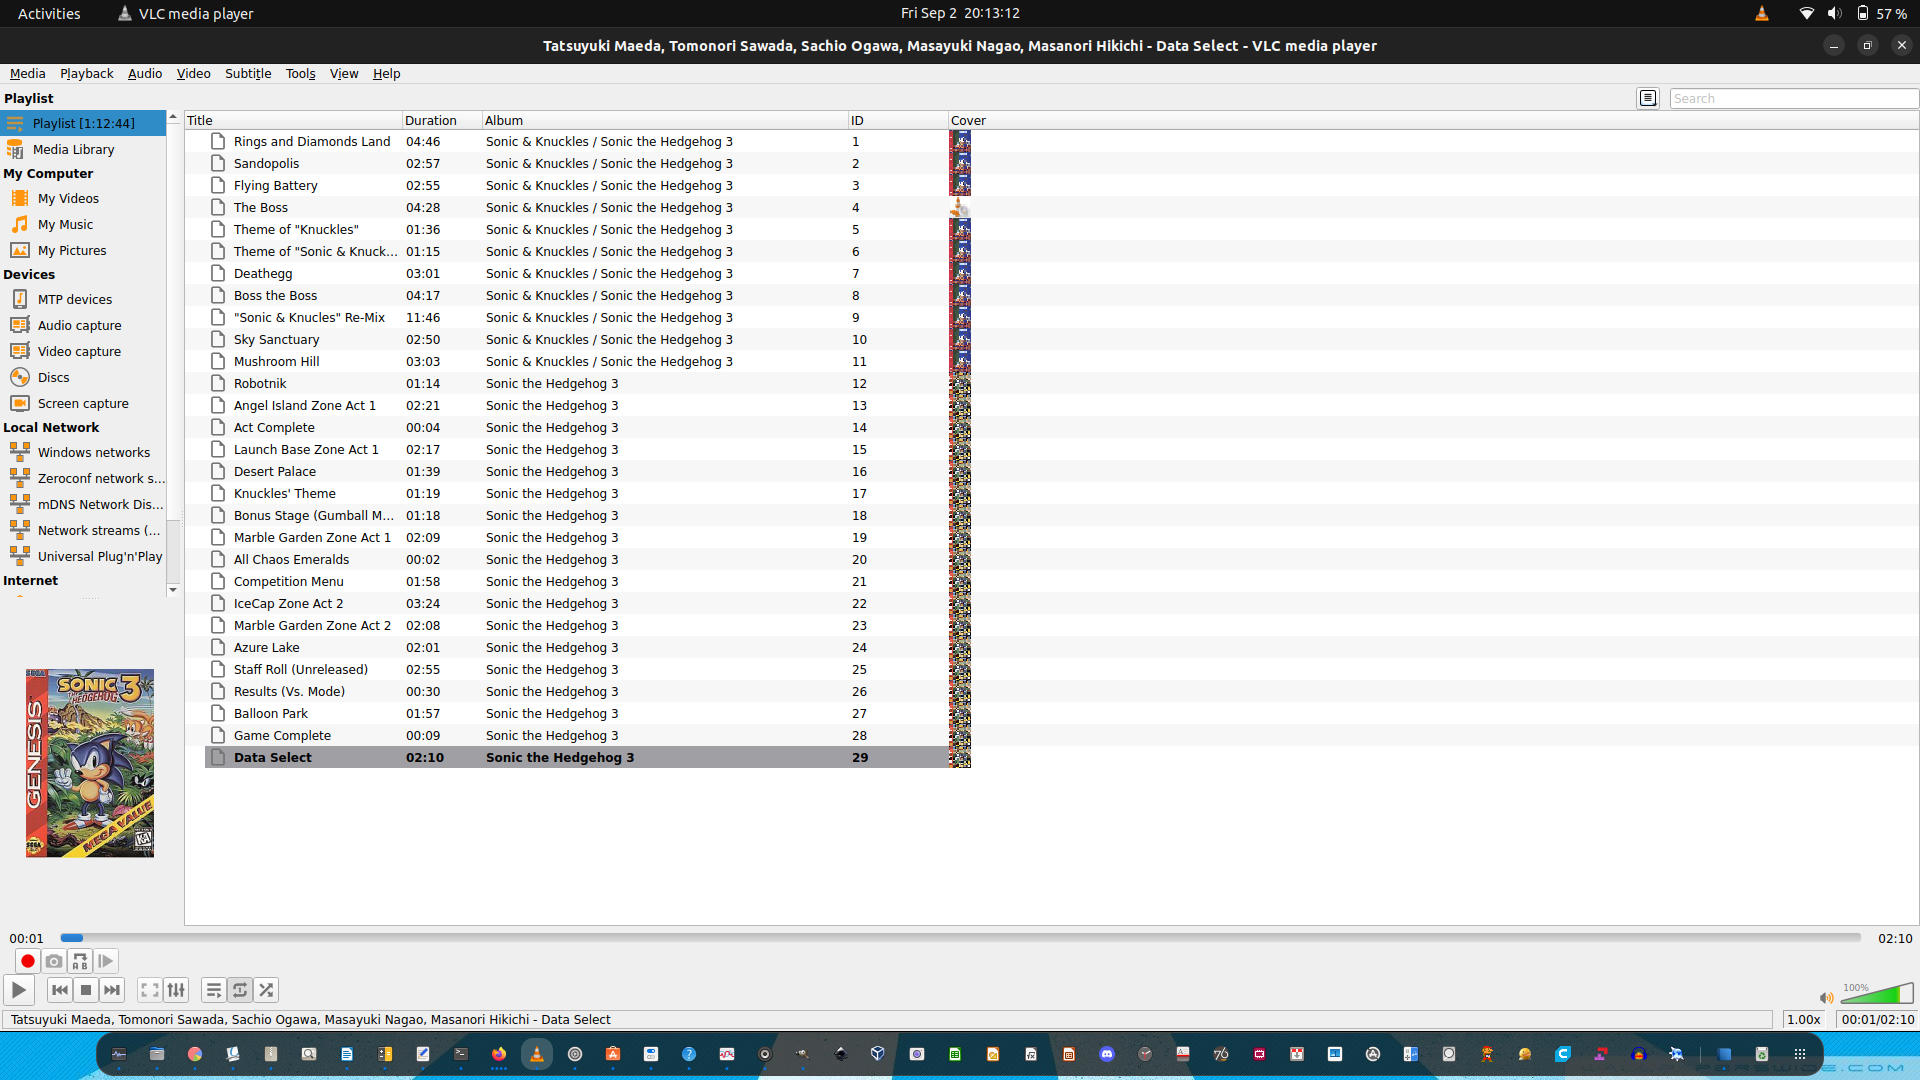 Activities VLC media player Fri Sep 2 20:13:12 57 %
Tatsuyuki Maeda, Tomonori Sawada, Sachio Ogawa, Masayuki Nagao, Masanori Hikichi - Data Select - VLC media player
Media Playback Audio Video Subtitle Tools View Help
Playlist
Search
Playlist [1:12:44]
Media Library
My Computer
My Videos
My Music
My Pictures
Devices
MTP devices
Audio capture
Video capture
Discs
Screen capture
Local Network
Windows networks
Zeroconf network s...
mDNS Network Dis...
Network streams (...
Universal Plug'n'Play
Internet
Title Duration Album ID Cover
Rings and Diamonds Land 04:46 Sonic & Knuckles / Sonic the Hedgehog 3 1
Sandopolis 02:57 Sonic & Knuckles / Sonic the Hedgehog 3 2
Flying Battery 02:55 Sonic & Knuckles / Sonic the Hedgehog 3 3
The Boss 04:28 Sonic & Knuckles / Sonic the Hedgehog 3 4
Theme of "Knuckles" 01:36 Sonic & Knuckles / Sonic the Hedgehog 3 5
Theme of "Sonic & Knuck... 01:15 Sonic & Knuckles / Sonic the Hedgehog 3 6
Deathegg 03:01 Sonic & Knuckles / Sonic the Hedgehog 3 7
Boss the Boss 04:17 Sonic & Knuckles / Sonic the Hedgehog 3 8
"Sonic & Knucles" Re-Mix 11:46 Sonic & Knuckles / Sonic the Hedgehog 3 9
Sky Sanctuary 02:50 Sonic & Knuckles / Sonic the Hedgehog 3 10
Mushroom Hill 03:03 Sonic & Knuckles / Sonic the Hedgehog 3 11
Robotnik 01:14 Sonic the Hedgehog 3 12
Angel Island Zone Act 1 02:21 Sonic the Hedgehog 3 13
Act Complete 00:04 Sonic the Hedgehog 3 14
Launch Base Zone Act 1 02:17 Sonic the Hedgehog 3 15
Desert Palace 01:39 Sonic the Hedgehog 3 16
Knuckles' Theme 01:19 Sonic the Hedgehog 3 17
Bonus Stage (Gumball M... 01:18 Sonic the Hedgehog 3 18
Marble Garden Zone Act 1 02:09 Sonic the Hedgehog 3 19
All Chaos Emeralds 00:02 Sonic the Hedgehog 3 20
Competition Menu 01:58 Sonic the Hedgehog 3 21
IceCap Zone Act 2 03:24 Sonic the Hedgehog 3 22
Marble Garden Zone Act 2 02:08 Sonic the Hedgehog 3 23
Azure Lake 02:01 Sonic the Hedgehog 3 24
Staff Roll (Unreleased) 02:55 Sonic the Hedgehog 3 25
Results (Vs. Mode) 00:30 Sonic the Hedgehog 3 26
Balloon Park 01:57 Sonic the Hedgehog 3 27
Game Complete 00:09 Sonic the Hedgehog 3 28
Data Select 02:10 Sonic the Hedgehog 3 29
SONIC 3
THE HEDGEHOG
GENESIS
MEGA VALUE
SEGA
00:01 02:10
100%
Tatsuyuki Maeda, Tomonori Sawada, Sachio Ogawa, Masayuki Nagao, Masanori Hikichi - Data Select 1.00x 00:01/02:10